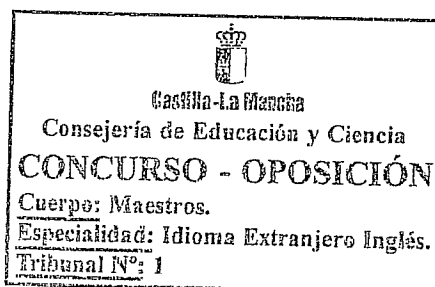 Castilla-La Mancha
Consejería de Educación y Ciencia
CONCURSO - OPOSICIÓN
Cuerpo: Maestros.
Especialidad: Idioma Extranjero Inglés.
Tribunal Nº: 1